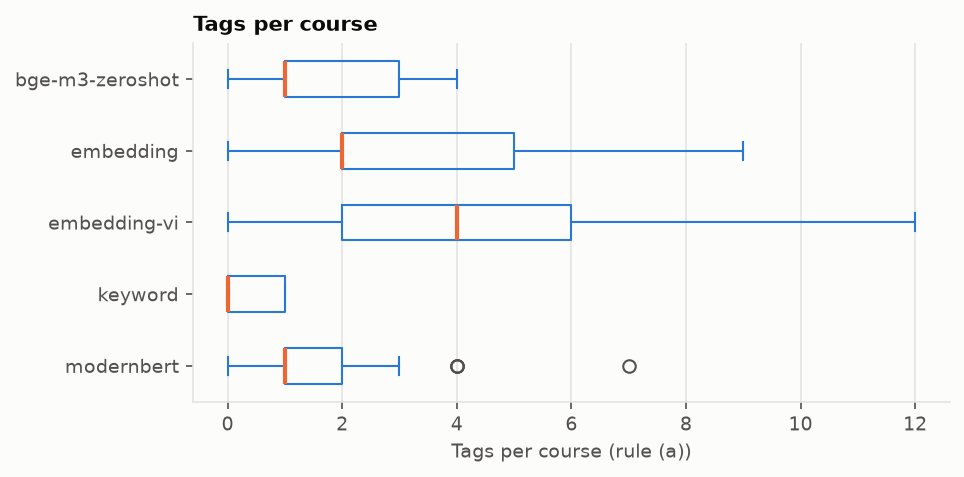 Tags per course
bge-m3-zeroshot
embedding
embedding-vi
keyword
modernbert
0 2 4 6 8 10 12
Tags per course (rule (a))